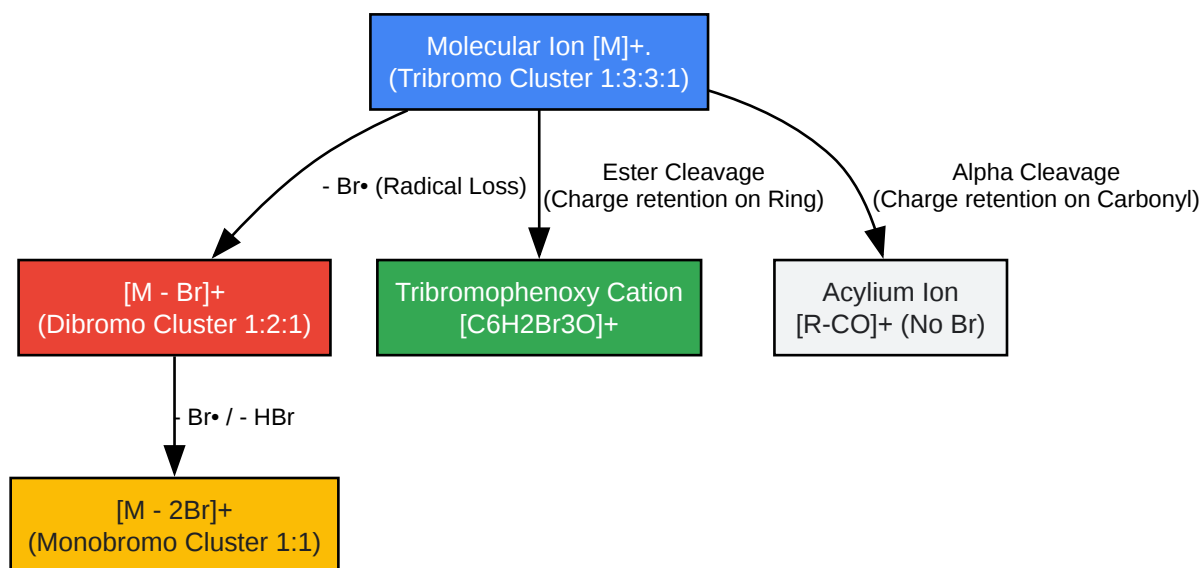 Molecular Ion [M]+.
(Tribromo Cluster 1:3:3:1)
- Br• (Radical Loss)
Ester Cleavage
(Charge retention on Ring)
Alpha Cleavage
(Charge retention on Carbonyl)
[M - Br]+
(Dibromo Cluster 1:2:1)
Tribromophenoxy Cation
[C6H2Br3O]+
Acylium Ion
[R-CO]+ (No Br)
- Br• / - HBr
[M - 2Br]+
(Monobromo Cluster 1:1)